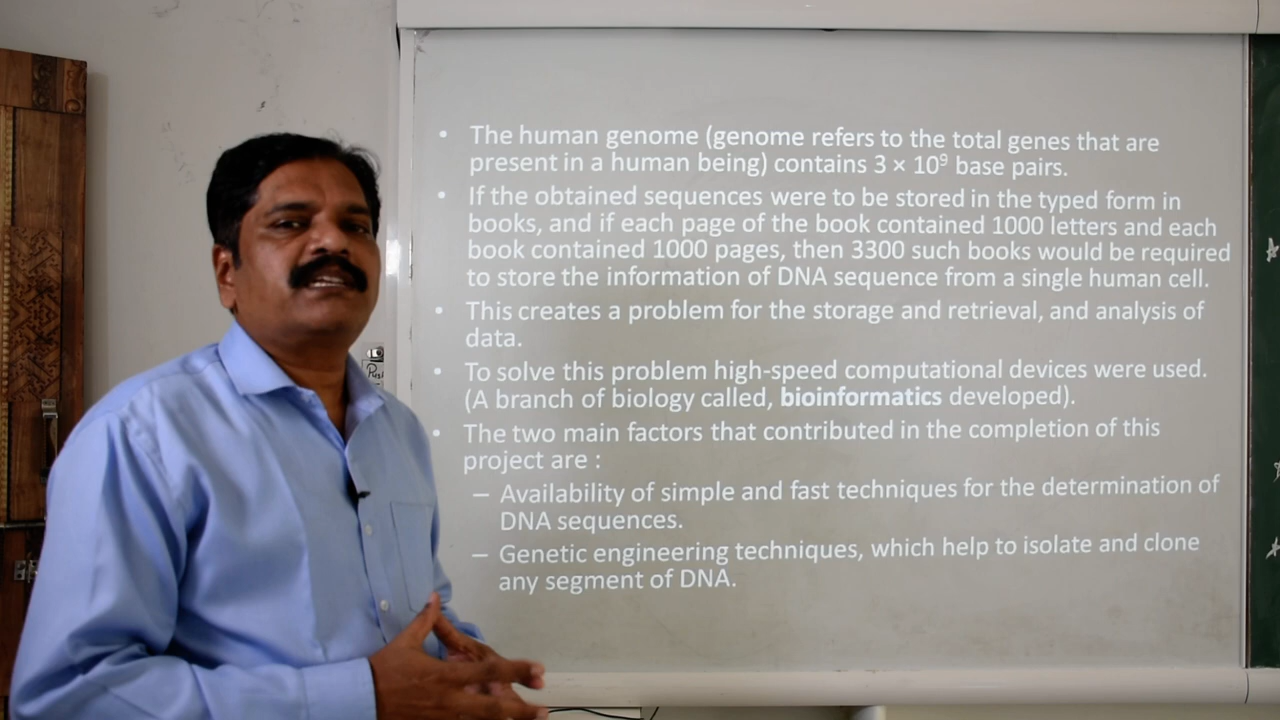 • The human genome (genome refers to the total genes that are
present in a human being) contains 3 × 10⁹ base pairs.
• If the obtained sequences were to be stored in the typed form in
books, and if each page of the book contained 1000 letters and each
book contained 1000 pages, then 3300 such books would be required
to store the information of DNA sequence from a single human cell.
• This creates a problem for the storage and retrieval, and analysis of
data.
• To solve this problem high-speed computational devices were used.
(A branch of biology called, bioinformatics developed).
• The two main factors that contributed in the completion of this
project are :
– Availability of simple and fast techniques for the determination of
DNA sequences.
– Genetic engineering techniques, which help to isolate and clone
any segment of DNA.